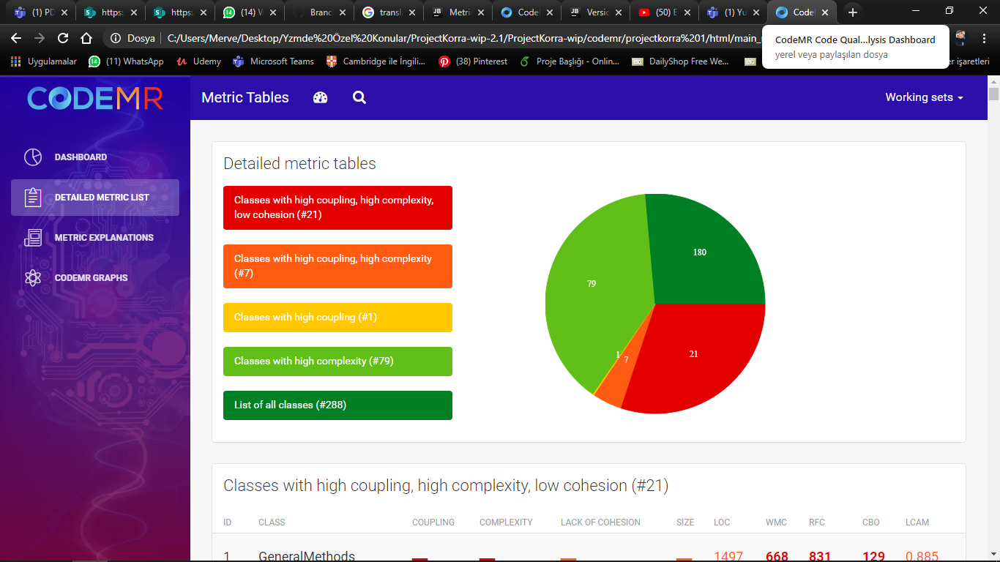 (1) PD
https:
https:
(14) W
Branc
transla
Metri
Code
Versio
(50) E
(1) Yu
Code
Dosya
C:/Users/Merve/Desktop/Yzmde%20Özel%20Konular/ProjectKorra-wip-2.1/ProjectKorra-wip/codemr/projectkorra%201/html/main_
CodeMR Code Qual...lysis Dashboard
yerel veya paylaşılan dosya
Uygulamalar
(11) WhatsApp
Udemy
Microsoft Teams
Cambridge ile İngili...
(38) Pinterest
Proje Başlığı - Onlin...
DailyShop Free We...
er işaretleri
CODEMR
Metric Tables
Working sets
DASHBOARD
DETAILED METRIC LIST
METRIC EXPLANATIONS
CODEMR GRAPHS
Detailed metric tables
Classes with high coupling, high complexity,
low cohesion (#21)
Classes with high coupling, high complexity
(#7)
Classes with high coupling (#1)
Classes with high complexity (#79)
List of all classes (#288)
180
79
1
7
21
Classes with high coupling, high complexity, low cohesion (#21)
ID CLASS COUPLING COMPLEXITY LACK OF COHESION SIZE LOC WMC RFC CBO LCAM
1 GeneralMethods 1497 668 831 129 0.885